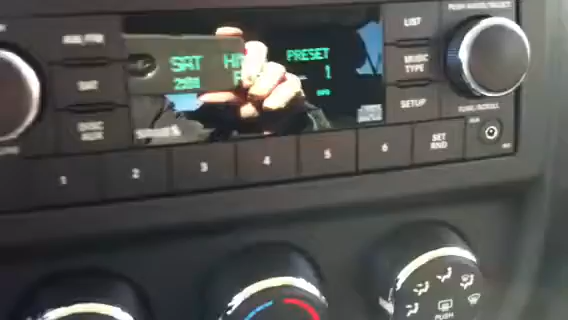 PUSH AUDIO/SELECT
AM/FM
SAT
DISC
AUX
SAT
PRESET
1
LIST
MUSIC
TYPE
SETUP
TUNE/SCROLL
1
2
3
4
5
6
SET
RND
PUSH